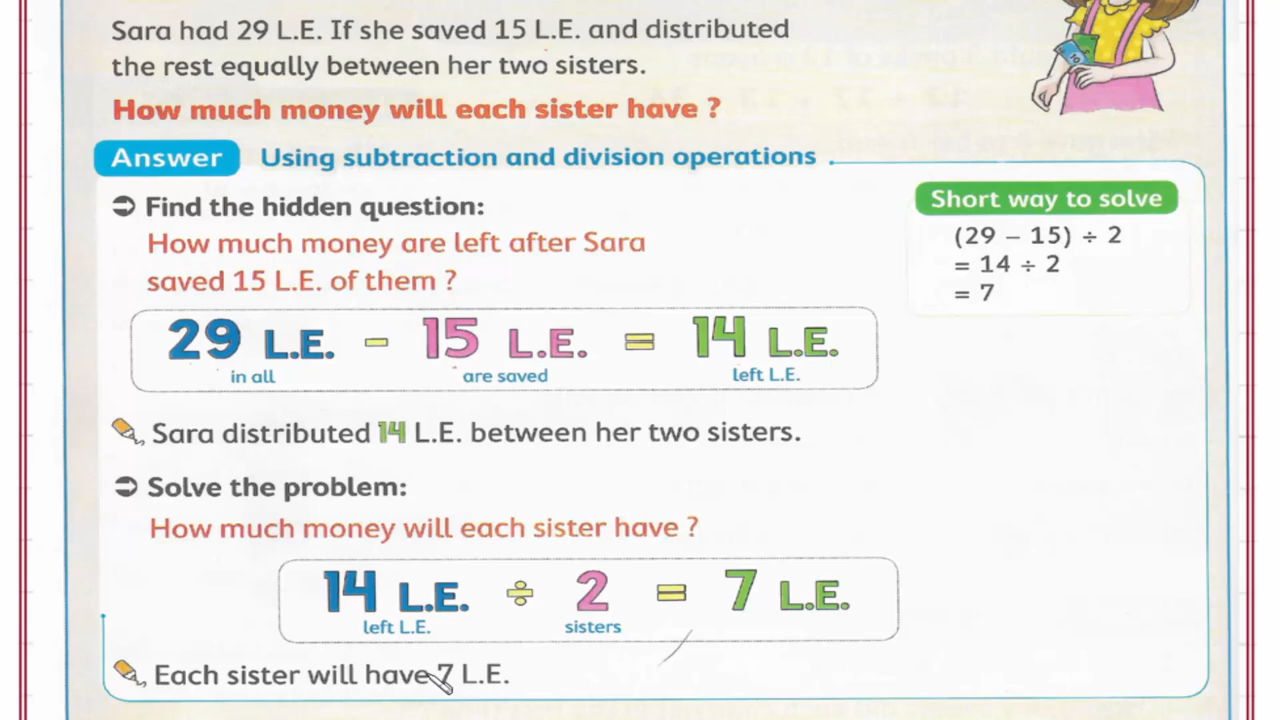 Sara had 29 L.E. If she saved 15 L.E. and distributed
the rest equally between her two sisters.
How much money will each sister have ?
Answer Using subtraction and division operations
Find the hidden question:
How much money are left after Sara
saved 15 L.E. of them ?
29 L.E. - 15 L.E. = 14 L.E.
in all are saved left L.E.
Short way to solve
(29 – 15) ÷ 2
= 14 ÷ 2
= 7
Sara distributed 14 L.E. between her two sisters.
Solve the problem:
How much money will each sister have ?
14 L.E. ÷ 2 = 7 L.E.
left L.E. sisters
Each sister will have 7 L.E.